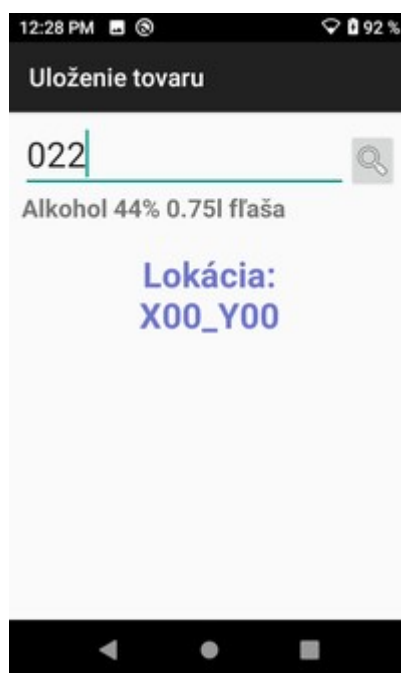 12:28 PM 92 %
Uloženie tovaru
022
Alkohol 44% 0.75l fľaša
Lokácia:
X00_Y00